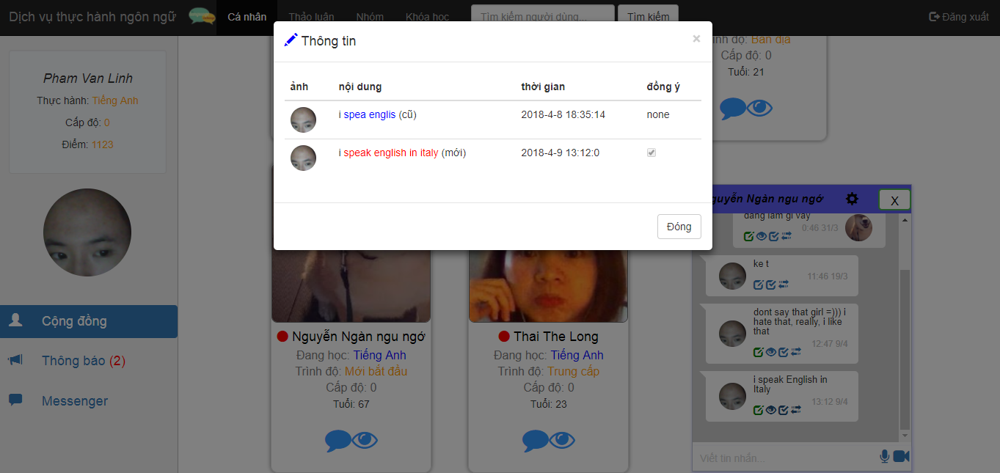 Dịch vụ thực hành ngôn ngữ
Cá nhân
Thảo luận
Nhóm
Khóa học
Tìm kiếm người dùng...
Tìm kiếm
Đăng xuất
Pham Van Linh
Thực hành: Tiếng Anh
Cấp độ: 0
Điểm: 1123
Cộng đồng
Thông báo (2)
Messenger
Thông tin
×
ảnh nội dung thời gian đồng ý
i spea englis (cũ) 2018-4-8 18:35:14 none
i speak english in italy (mới) 2018-4-9 13:12:0
Đóng
độ: Bản địa
Cấp độ: 0
Tuổi: 21
Nguyễn Ngàn ngu ngớ
Đang học: Tiếng Anh
Trình độ: Mới bắt đầu
Cấp độ: 0
Tuổi: 67
Thai The Long
Đang học: Tiếng Anh
Trình độ: Trung cấp
Cấp độ: 0
Tuổi: 23
guyễn Ngàn ngu ngớ
X
dang lam gi vay
0:46 31/3
ke t
11:46 19/3
dont say that girl =))) i
hate that, really, i like
that
12:47 9/4
i speak English in
Italy
13:12 9/4
Viết tin nhắn...